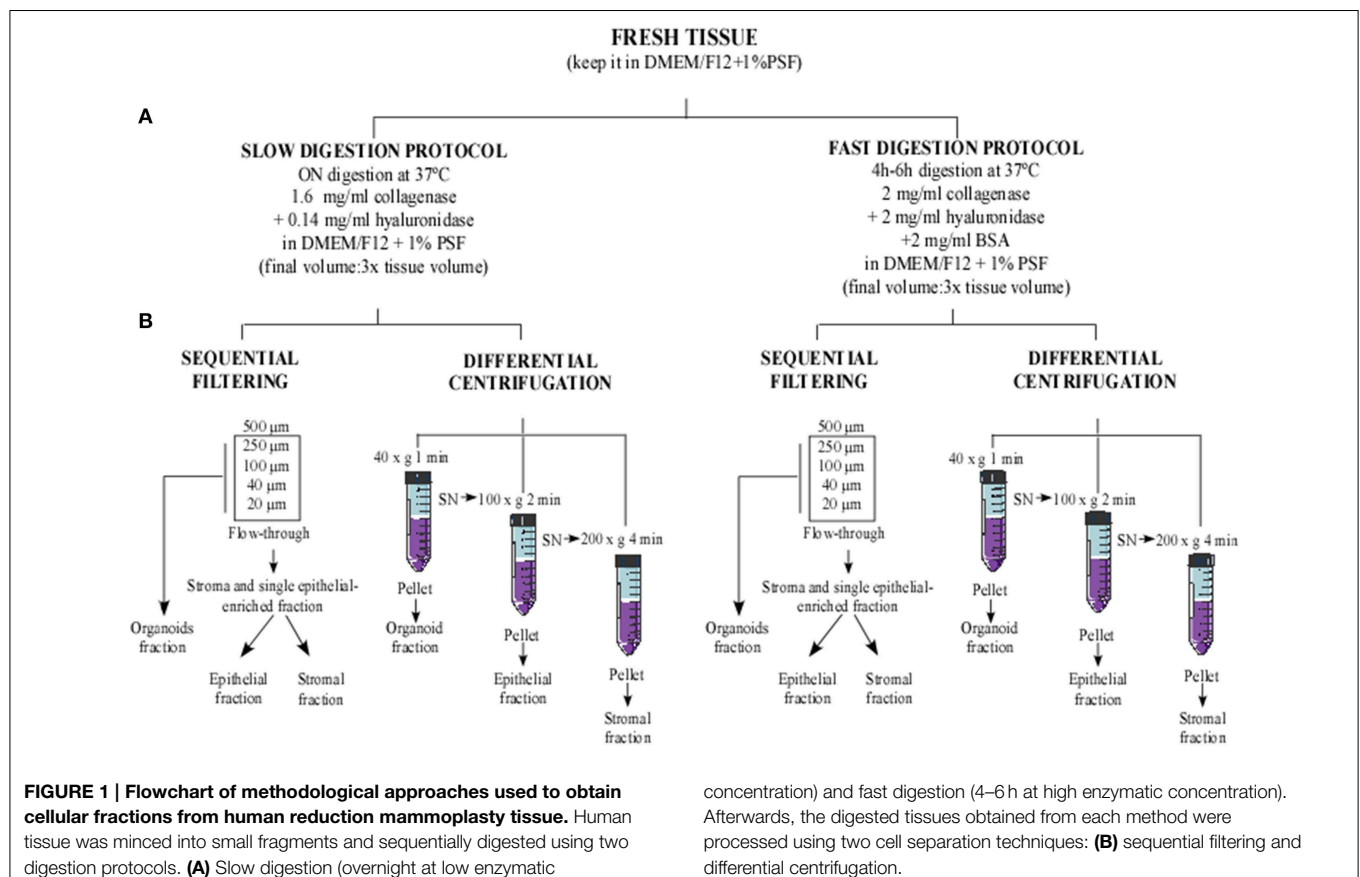 FRESH TISSUE
(keep it in DMEM/F12+1%PSF)
A
SLOW DIGESTION PROTOCOL
ON digestion at 37ºC
1.6 mg/ml collagenase
+ 0.14 mg/ml hyaluronidase
in DMEM/F12 + 1% PSF
(final volume:3x tissue volume)
FAST DIGESTION PROTOCOL
4h-6h digestion at 37ºC
2 mg/ml collagenase
+ 2 mg/ml hyaluronidase
+2 mg/ml BSA
in DMEM/F12 + 1% PSF
(final volume:3x tissue volume)
B
SEQUENTIAL
FILTERING
500 µm
250 µm
100 µm
40 µm
20 µm
Flow-through
Stroma and single epithelial-
enriched fraction
Organoids
fraction
Epithelial
fraction
Stromal
fraction
DIFFERENTIAL
CENTRIFUGATION
40 x g 1 min
SN➔100 x g 2 min
SN➔200 x g 4 min
Pellet
Organoid
fraction
Pellet
Epithelial
fraction
Pellet
Stromal
fraction
SEQUENTIAL
FILTERING
500 µm
250 µm
100 µm
40 µm
20 µm
Flow-through
Stroma and single epithelial-
enriched fraction
Organoids
fraction
Epithelial
fraction
Stromal
fraction
DIFFERENTIAL
CENTRIFUGATION
40 x g 1 min
SN➔100 x g 2 min
SN➔200 x g 4 min
Pellet
Organoid
fraction
Pellet
Epithelial
fraction
Pellet
Stromal
fraction
FIGURE 1 | Flowchart of methodological approaches used to obtain
cellular fractions from human reduction mammoplasty tissue. Human
tissue was minced into small fragments and sequentially digested using two
digestion protocols. (A) Slow digestion (overnight at low enzymatic
concentration) and fast digestion (4–6 h at high enzymatic concentration).
Afterwards, the digested tissues obtained from each method were
processed using two cell separation techniques: (B) sequential filtering and
differential centrifugation.